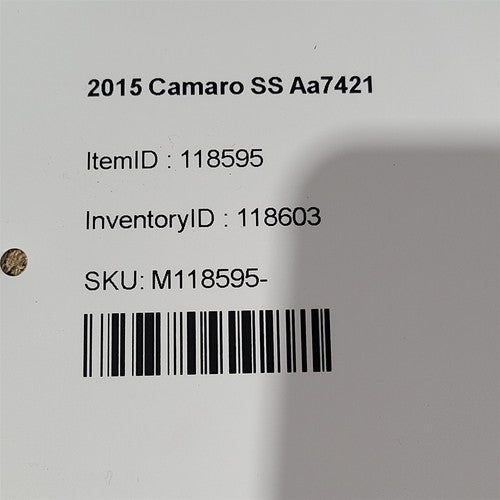 2015 Camaro SS Aa7421
ItemID : 118595
InventoryID : 118603
SKU: M118595-